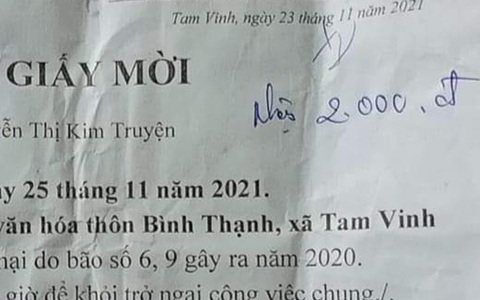 Tam Vinh, ngày 23 tháng 11 năm 2021
GIẤY MỜI
Nhận 2.000.đ
ễn Thị Kim Truyện
y 25 tháng 11 năm 2021.
văn hóa thôn Bình Thạnh, xã Tam Vinh
hại do bão số 6, 9 gây ra năm 2020.
giờ để khỏi trở ngại công việc chung./.